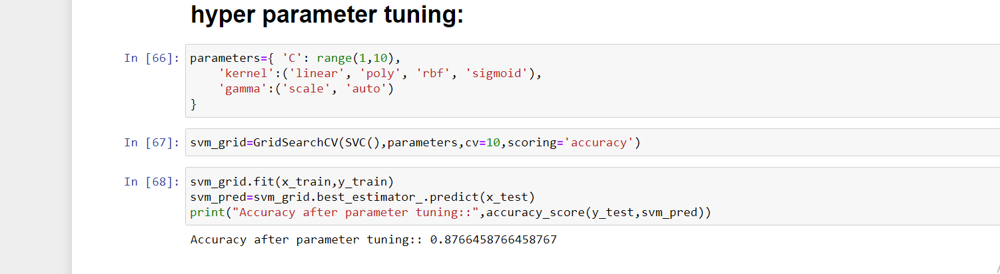 hyper parameter tuning:
In [66]: parameters={ 'C': range(1,10),
'kernel':('linear', 'poly', 'rbf', 'sigmoid'),
'gamma':('scale', 'auto')
}
In [67]: svm_grid=GridSearchCV(SVC(),parameters,cv=10,scoring='accuracy')
In [68]: svm_grid.fit(x_train,y_train)
svm_pred=svm_grid.best_estimator_.predict(x_test)
print("Accuracy after parameter tuning::",accuracy_score(y_test,svm_pred))
Accuracy after parameter tuning:: 0.8766458766458767